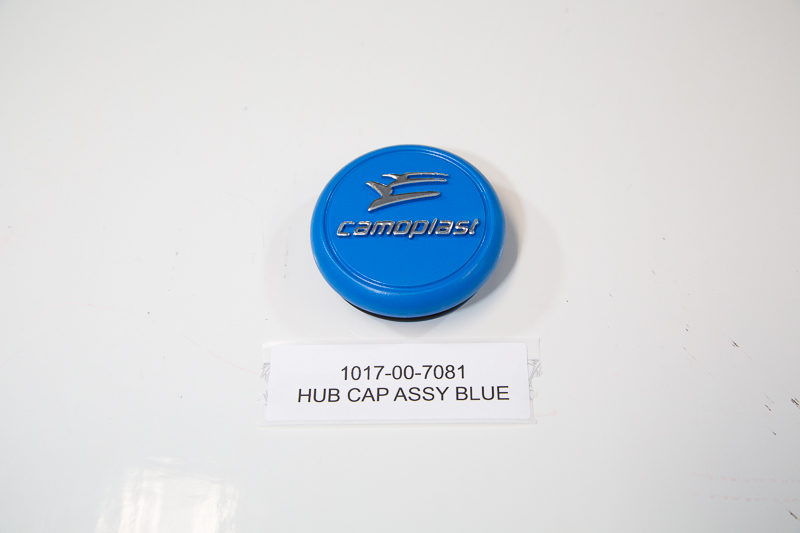 camoplast
1017-00-7081
HUB CAP ASSY BLUE